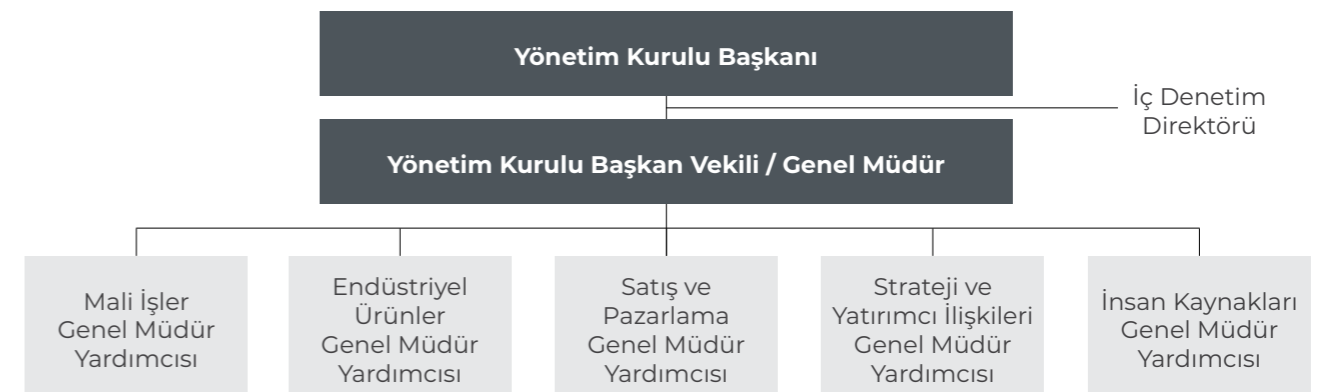 Yönetim Kurulu Başkanı
İç Denetim
Direktörü
Yönetim Kurulu Başkan Vekili / Genel Müdür
Mali İşler
Genel Müdür
Yardımcısı
Endüstriyel
Ürünler
Genel Müdür
Yardımcısı
Satış ve
Pazarlama
Genel Müdür
Yardımcısı
Strateji ve
Yatırımcı İlişkileri
Genel Müdür
Yardımcısı
İnsan Kaynakları
Genel Müdür
Yardımcısı